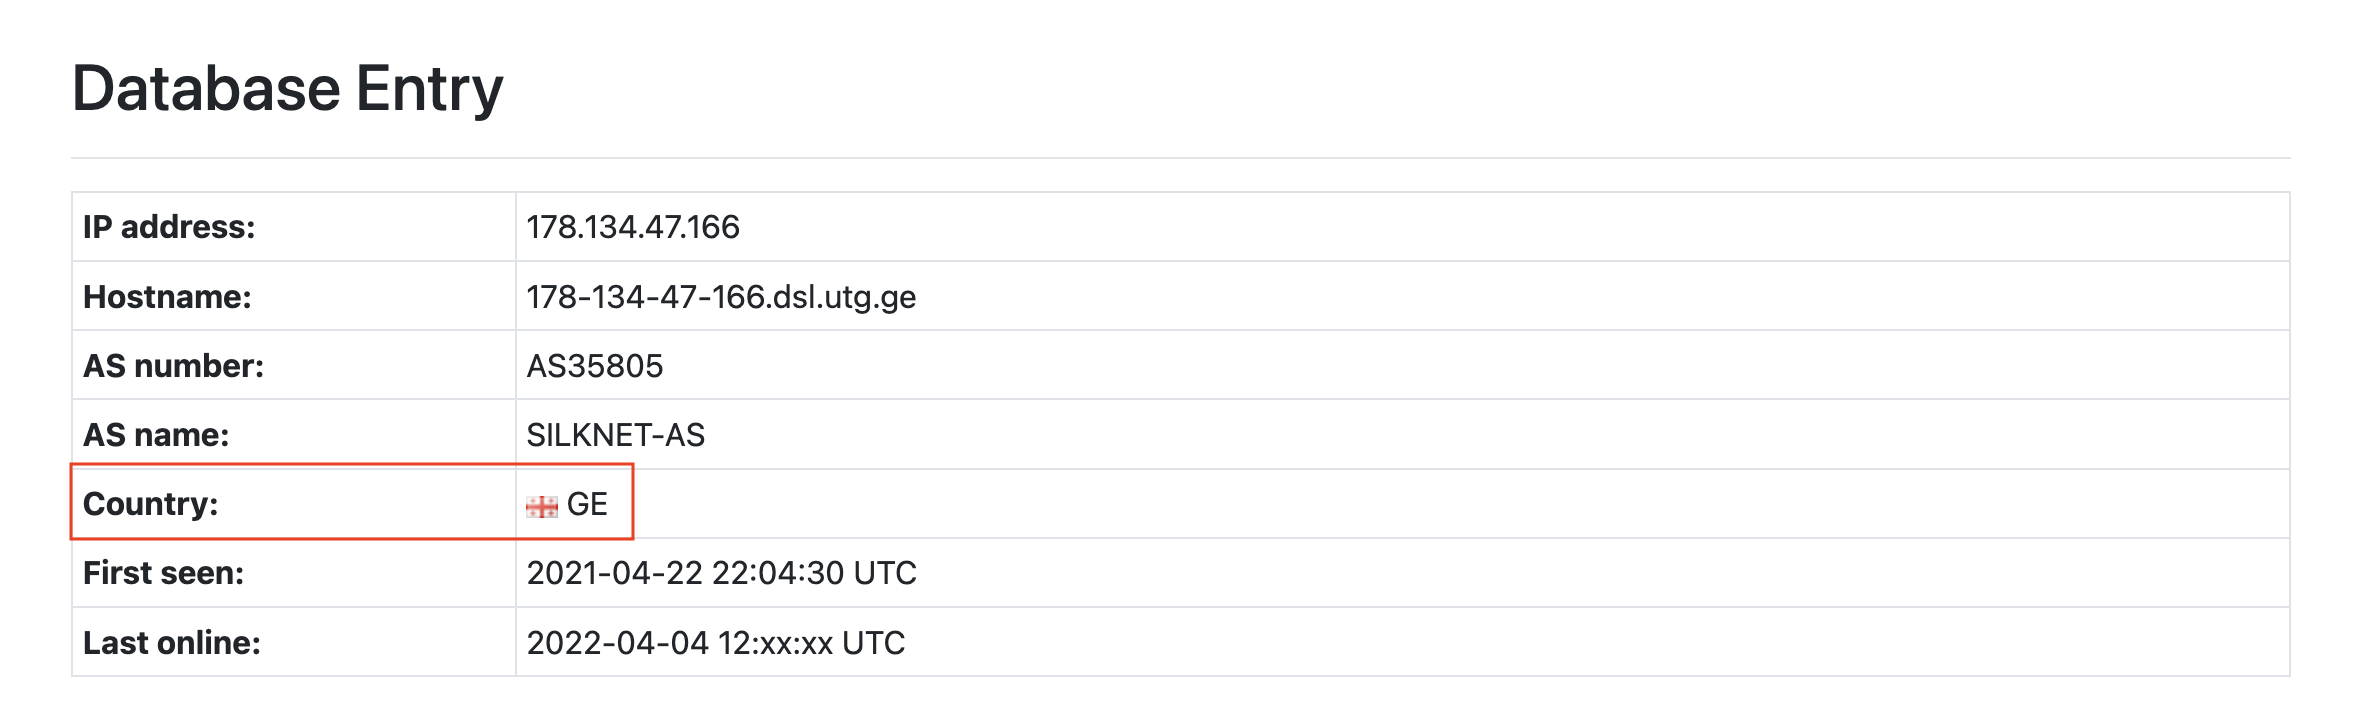 Database Entry
IP address: 178.134.47.166
Hostname: 178-134-47-166.dsl.utg.ge
AS number: AS35805
AS name: SILKNET-AS
Country: GE
First seen: 2021-04-22 22:04:30 UTC
Last online: 2022-04-04 12:xx:xx UTC